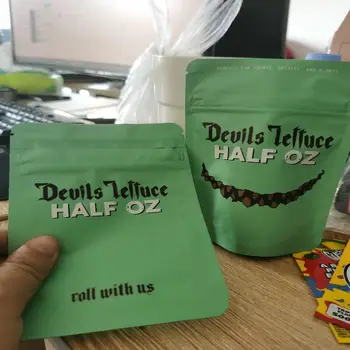 Devils lettuce
HALF OZ
roll with us
Devils lettuce
HALF OZ